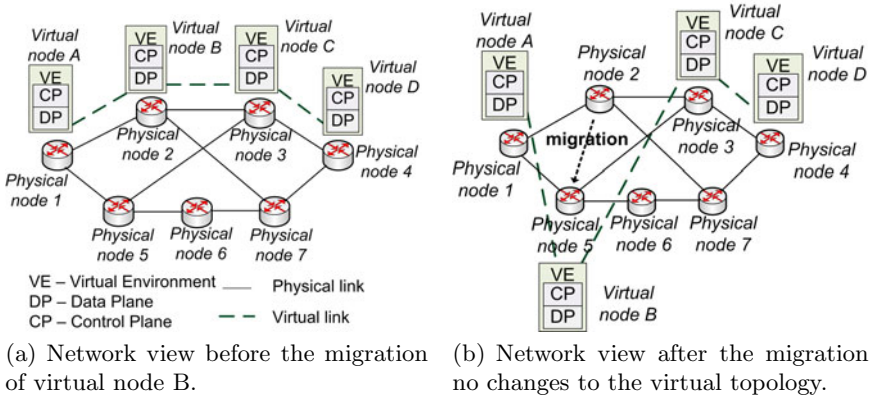 Virtual
node A
VE
CP
DP
Virtual
node B
VE
CP
DP
Virtual
node C
VE
CP
DP
Virtual
node D
VE
CP
DP
Physical
node 1
Physical
node 2
Physical
node 3
Physical
node 4
Physical
node 5
Physical
node 6
Physical
node 7
VE – Virtual Environment
DP – Data Plane
CP – Control Plane
Physical link
Virtual link
(a) Network view before the migration
of virtual node B.
Virtual
node A
VE
CP
DP
Physical
node 2
Virtual
node C
VE
CP
DP
Virtual
node D
VE
CP
DP
migration
Physical
node 1
Physical
node 3
Physical
node 4
Physical
node 5
Physical
node 6
Physical
node 7
VE
CP
DP
Virtual
node B
(b) Network view after the migration
no changes to the virtual topology.